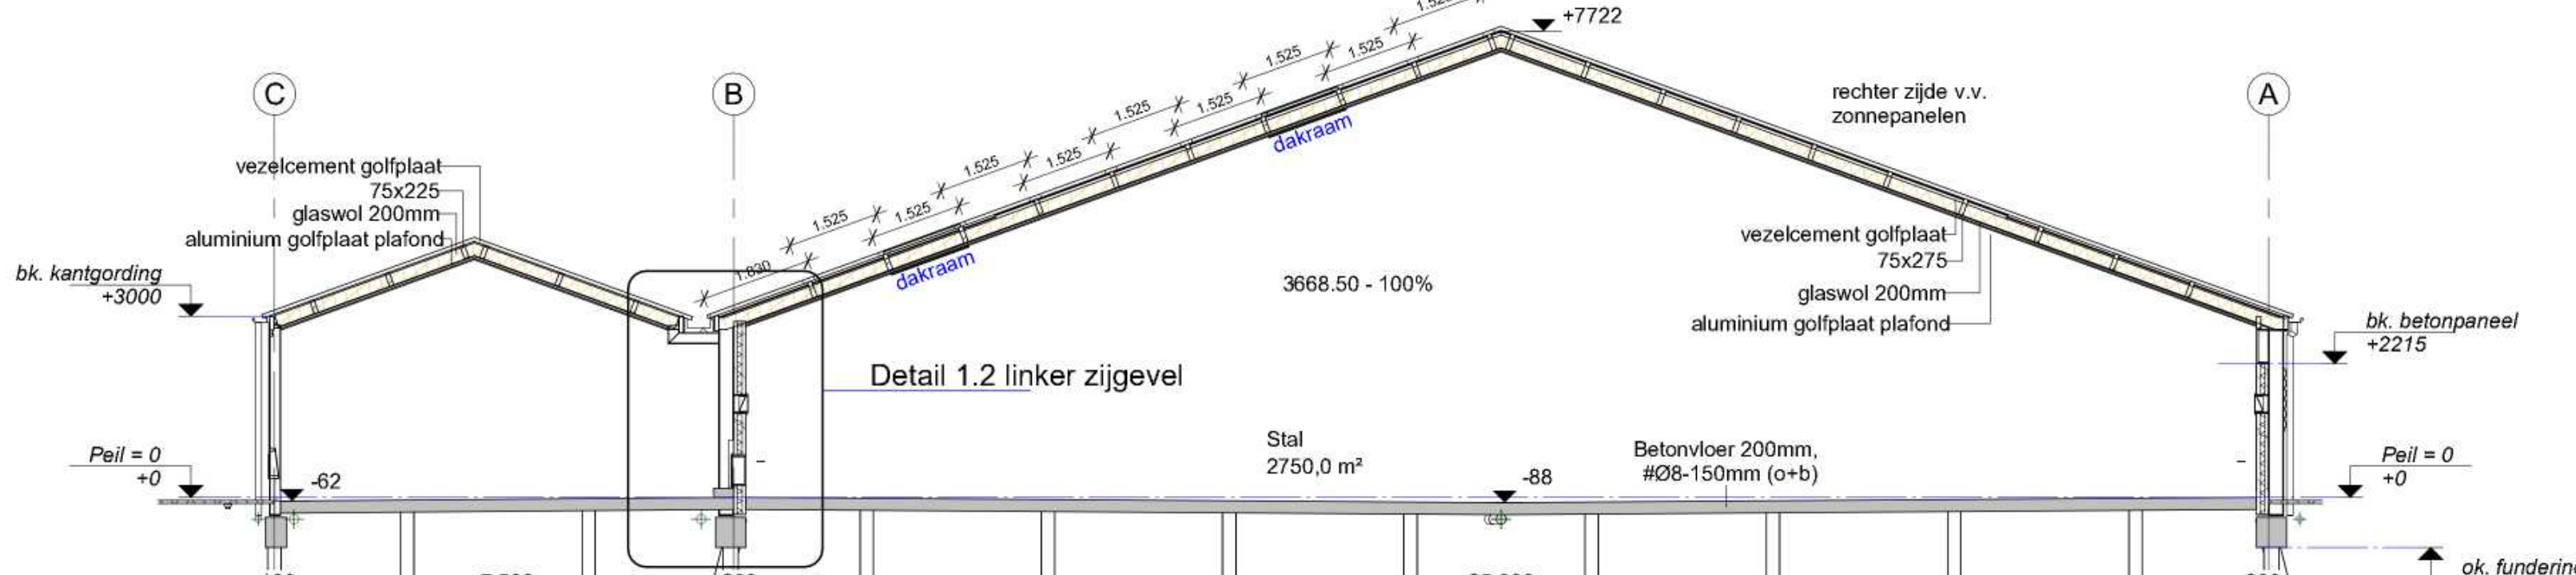 +7722
1.525
1.525
1.525
1.525
1.525
1.525
1.525
1.525
1.525
1.830
C
B
A
rechter zijde v.v.
zonnepanelen
vezelcement golfplaat
75x225
glaswol 200mm
aluminium golfplaat plafond
dakraam
dakraam
bk. kantgording
+3000
3668.50 - 100%
vezelcement golfplaat
75x275
glaswol 200mm
aluminium golfplaat plafond
bk. betonpaneel
+2215
Detail 1.2 linker zijgevel
Peil = 0
+0
-62
Stal
2750,0 m²
-88
Betonvloer 200mm,
#Ø8-150mm (o+b)
Peil = 0
+0
ok. fundering